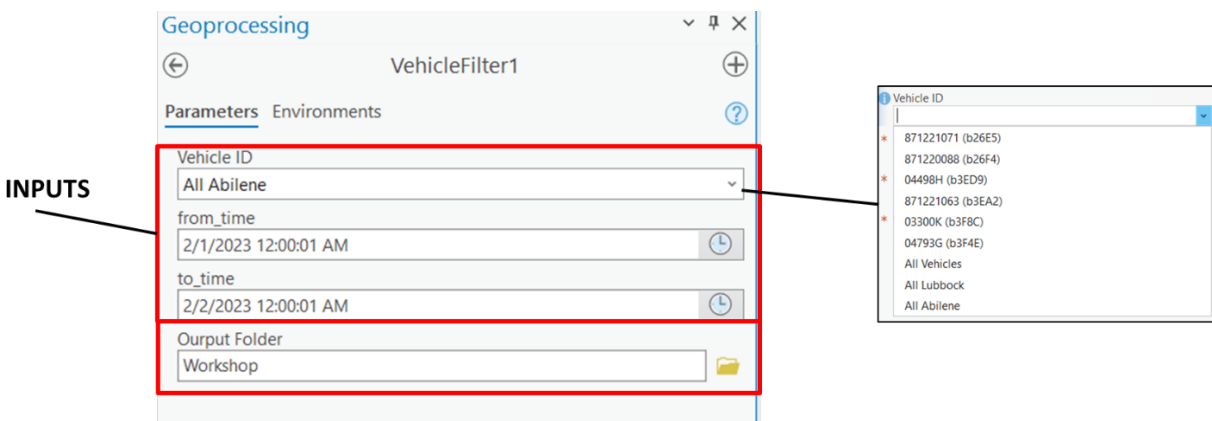 Geoprocessing
VehicleFilter1
Parameters Environments
INPUTS
Vehicle ID
All Abilene
from_time
2/1/2023 12:00:01 AM
to_time
2/2/2023 12:00:01 AM
Ourput Folder
Workshop
Vehicle ID
* 871221071 (b26E5)
871220088 (b26F4)
* 04498H (b3ED9)
871221063 (b3EA2)
* 03300K (b3F8C)
04793G (b3F4E)
All Vehicles
All Lubbock
All Abilene